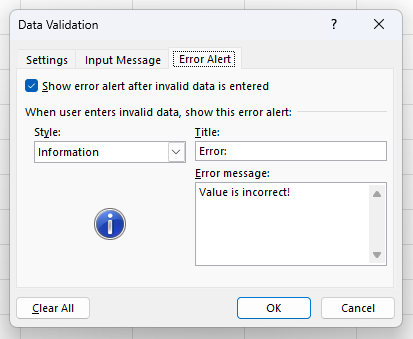 Data Validation ?
Settings Input Message Error Alert
Show error alert after invalid data is entered
When user enters invalid data, show this error alert:
Style: Title:
Information Error:
Error message:
Value is incorrect!
i
Clear All OK Cancel